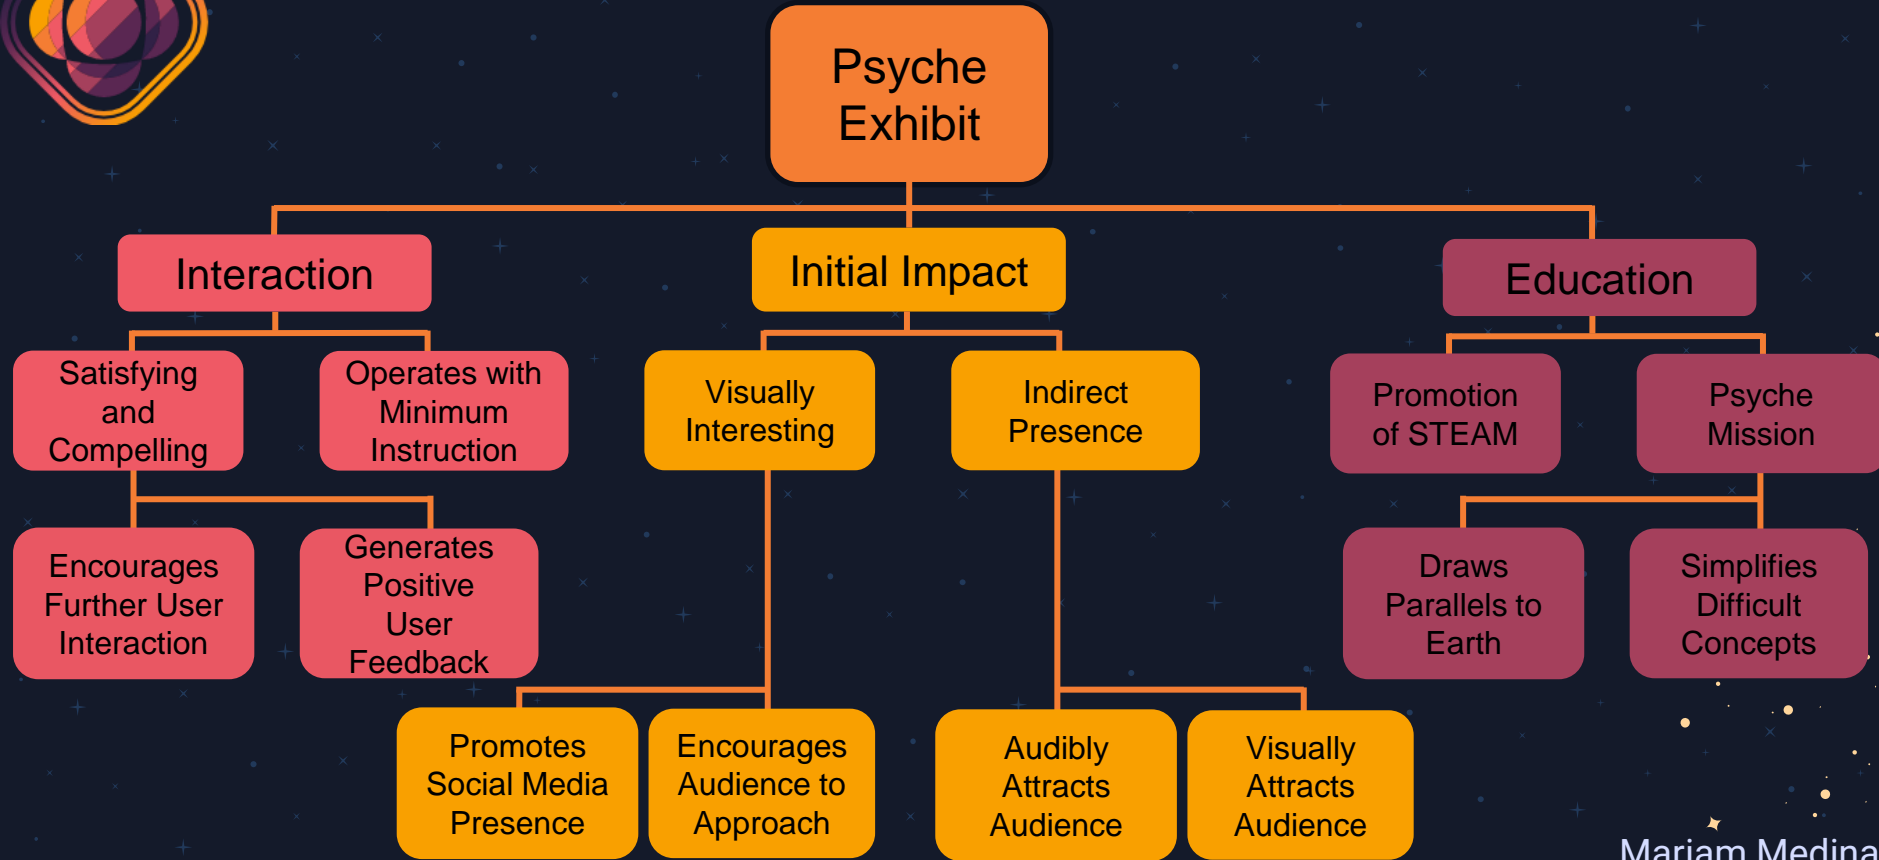 Psyche
Exhibit
Interaction
Initial Impact
Education
Satisfying
and
Compelling
Operates with
Minimum
Instruction
Visually
Interesting
Indirect
Presence
Promotion
of STEAM
Psyche
Mission
Encourages
Further User
Interaction
Generates
Positive
User
Feedback
Draws
Parallels to
Earth
Simplifies
Difficult
Concepts
Promotes
Social Media
Presence
Encourages
Audience to
Approach
Audibly
Attracts
Audience
Visually
Attracts
Audience
Mariam Medina